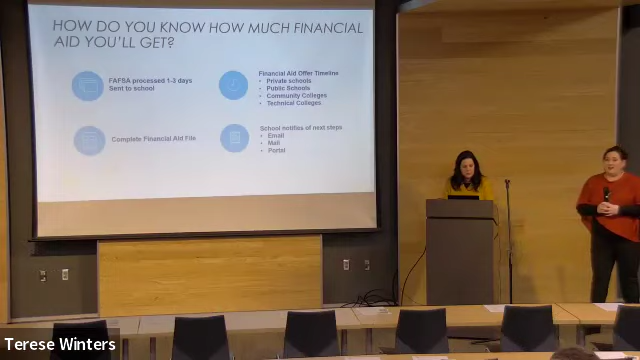 HOW DO YOU KNOW HOW MUCH FINANCIAL
AID YOU'LL GET?
FAFSA processed 1-3 days
Sent to school
Financial Aid Offer Timeline
• Private schools
• Public Schools
• Community Colleges
• Technical Colleges
Complete Financial Aid File
School notifies of next steps
• Email
• Mail
• Portal
Terese Winters